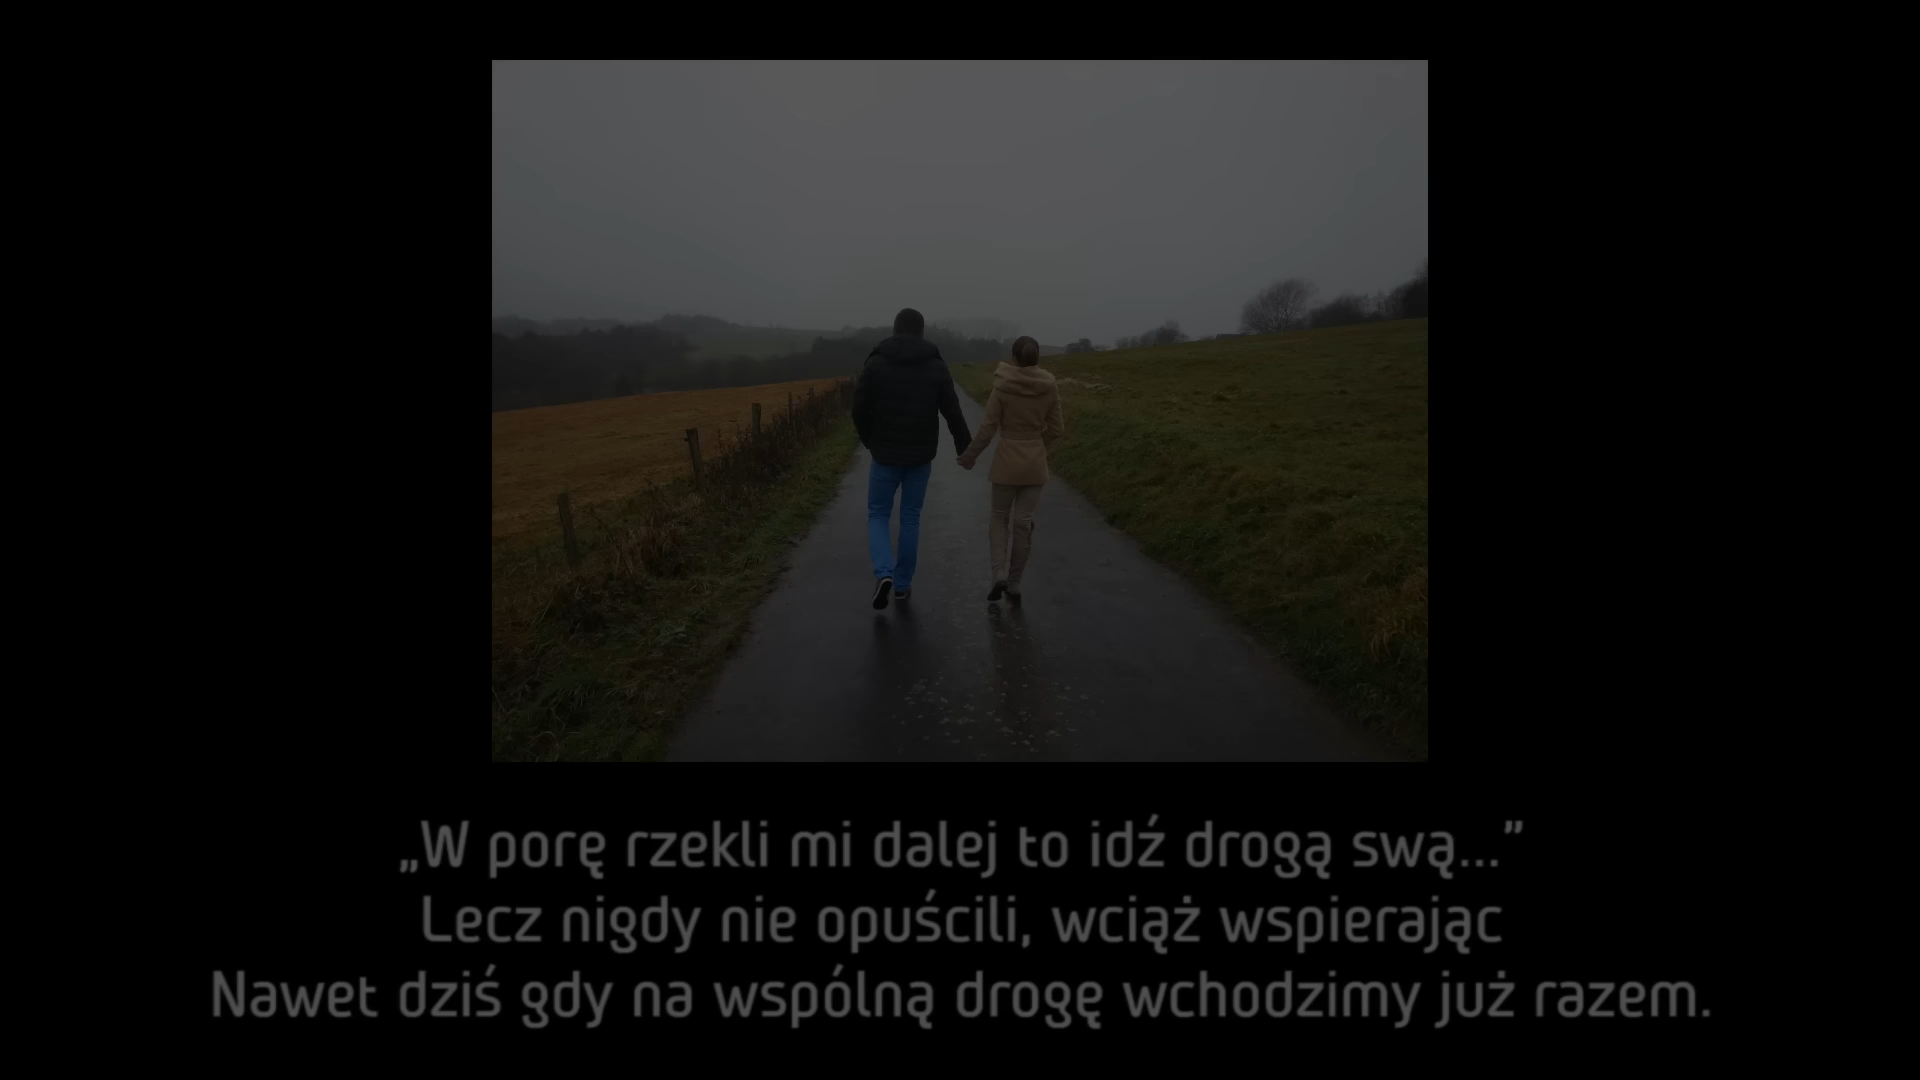 „W porę rzekli mi dalej to idź drogą swą...”
Lecz nigdy nie opuścili, wciąż wspierając
Nawet dziś gdy na wspólną drogę wchodzimy już razem.